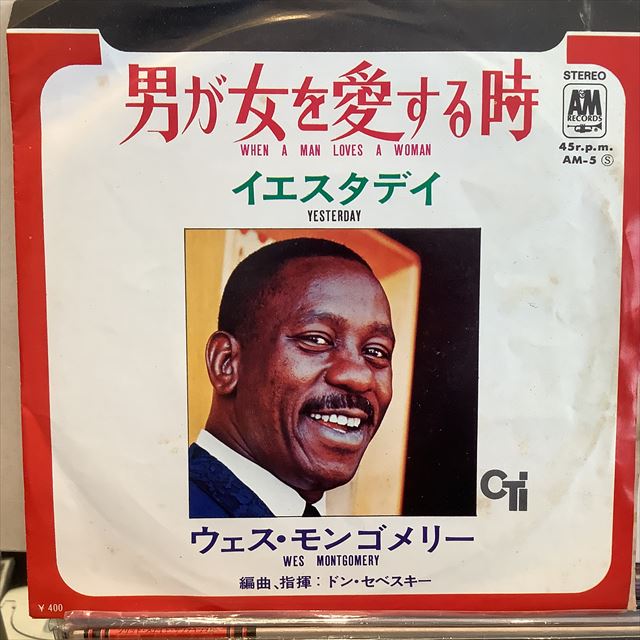 男が女を愛する時
WHEN A MAN LOVES A WOMAN
イエスタデイ
YESTERDAY
STEREO
A&M
RECORDS
45r.p.m.
AM-5 Ⓢ
CTi
ウェス・モンゴメリー
WES MONTGOMERY
編曲、指揮：ドン・セベスキー
￥400